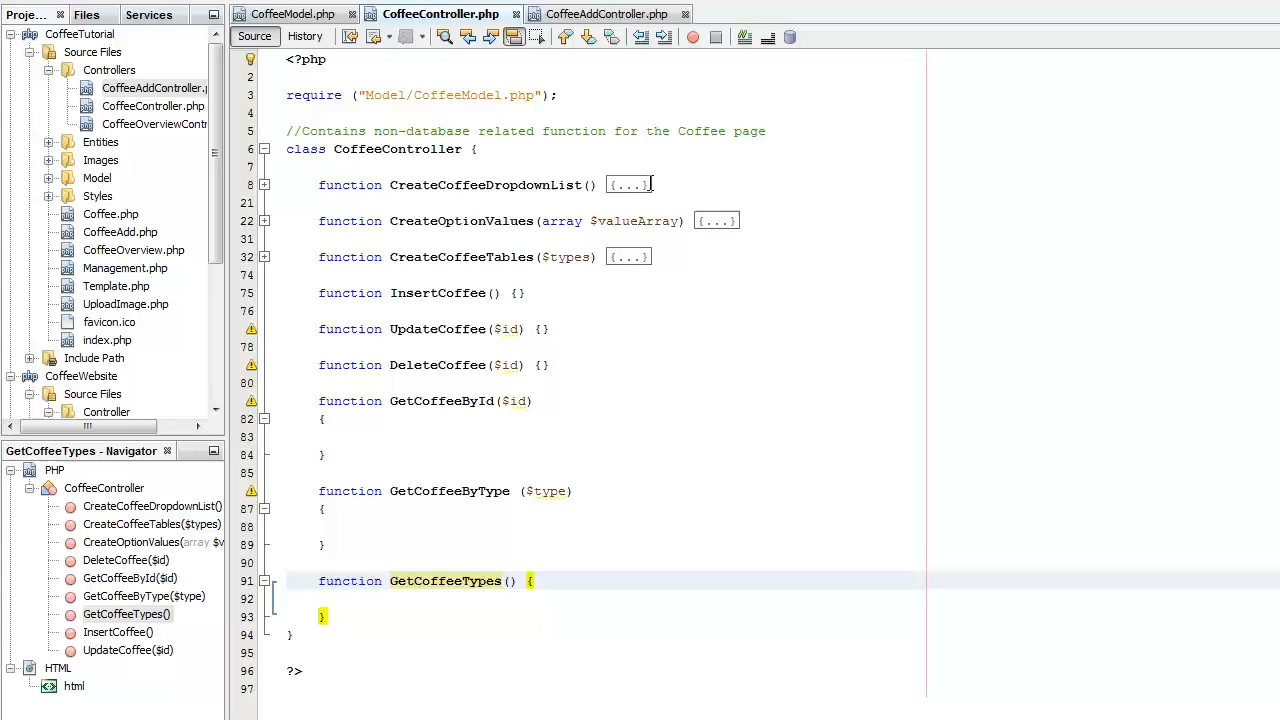 Proje...
Files
Services
CoffeeTutorial
Source Files
Controllers
CoffeeAddController.p
CoffeeController.php
CoffeeOverviewContr
Entities
Images
Model
Styles
Coffee.php
CoffeeAdd.php
CoffeeOverview.php
Management.php
Template.php
UploadImage.php
favicon.ico
index.php
Include Path
CoffeeWebsite
Source Files
Controller
GetCoffeeTypes - Navigator
PHP
CoffeeController
CreateCoffeeDropdownList()
CreateCoffeeTables($types)
CreateOptionValues(array $v
DeleteCoffee($id)
GetCoffeeById($id)
GetCoffeeByType($type)
GetCoffeeTypes()
InsertCoffee()
UpdateCoffee($id)
HTML
html
CoffeeModel.php
CoffeeController.php
CoffeeAddController.php
Source
History
<?php
2
3 require ("Model/CoffeeModel.php");
4
5 //Contains non-database related function for the Coffee page
6 class CoffeeController {
7
8 function CreateCoffeeDropdownList() {...}
21
22 function CreateOptionValues(array $valueArray) {...}
31
32 function CreateCoffeeTables($types) {...}
74
75 function InsertCoffee() {}
76
function UpdateCoffee($id) {}
78
function DeleteCoffee($id) {}
80
function GetCoffeeById($id)
82 {
83
84 }
85
function GetCoffeeByType ($type)
87 {
88
89 }
90
91 function GetCoffeeTypes() {
92
93 }
94 }
95
96 ?>
97